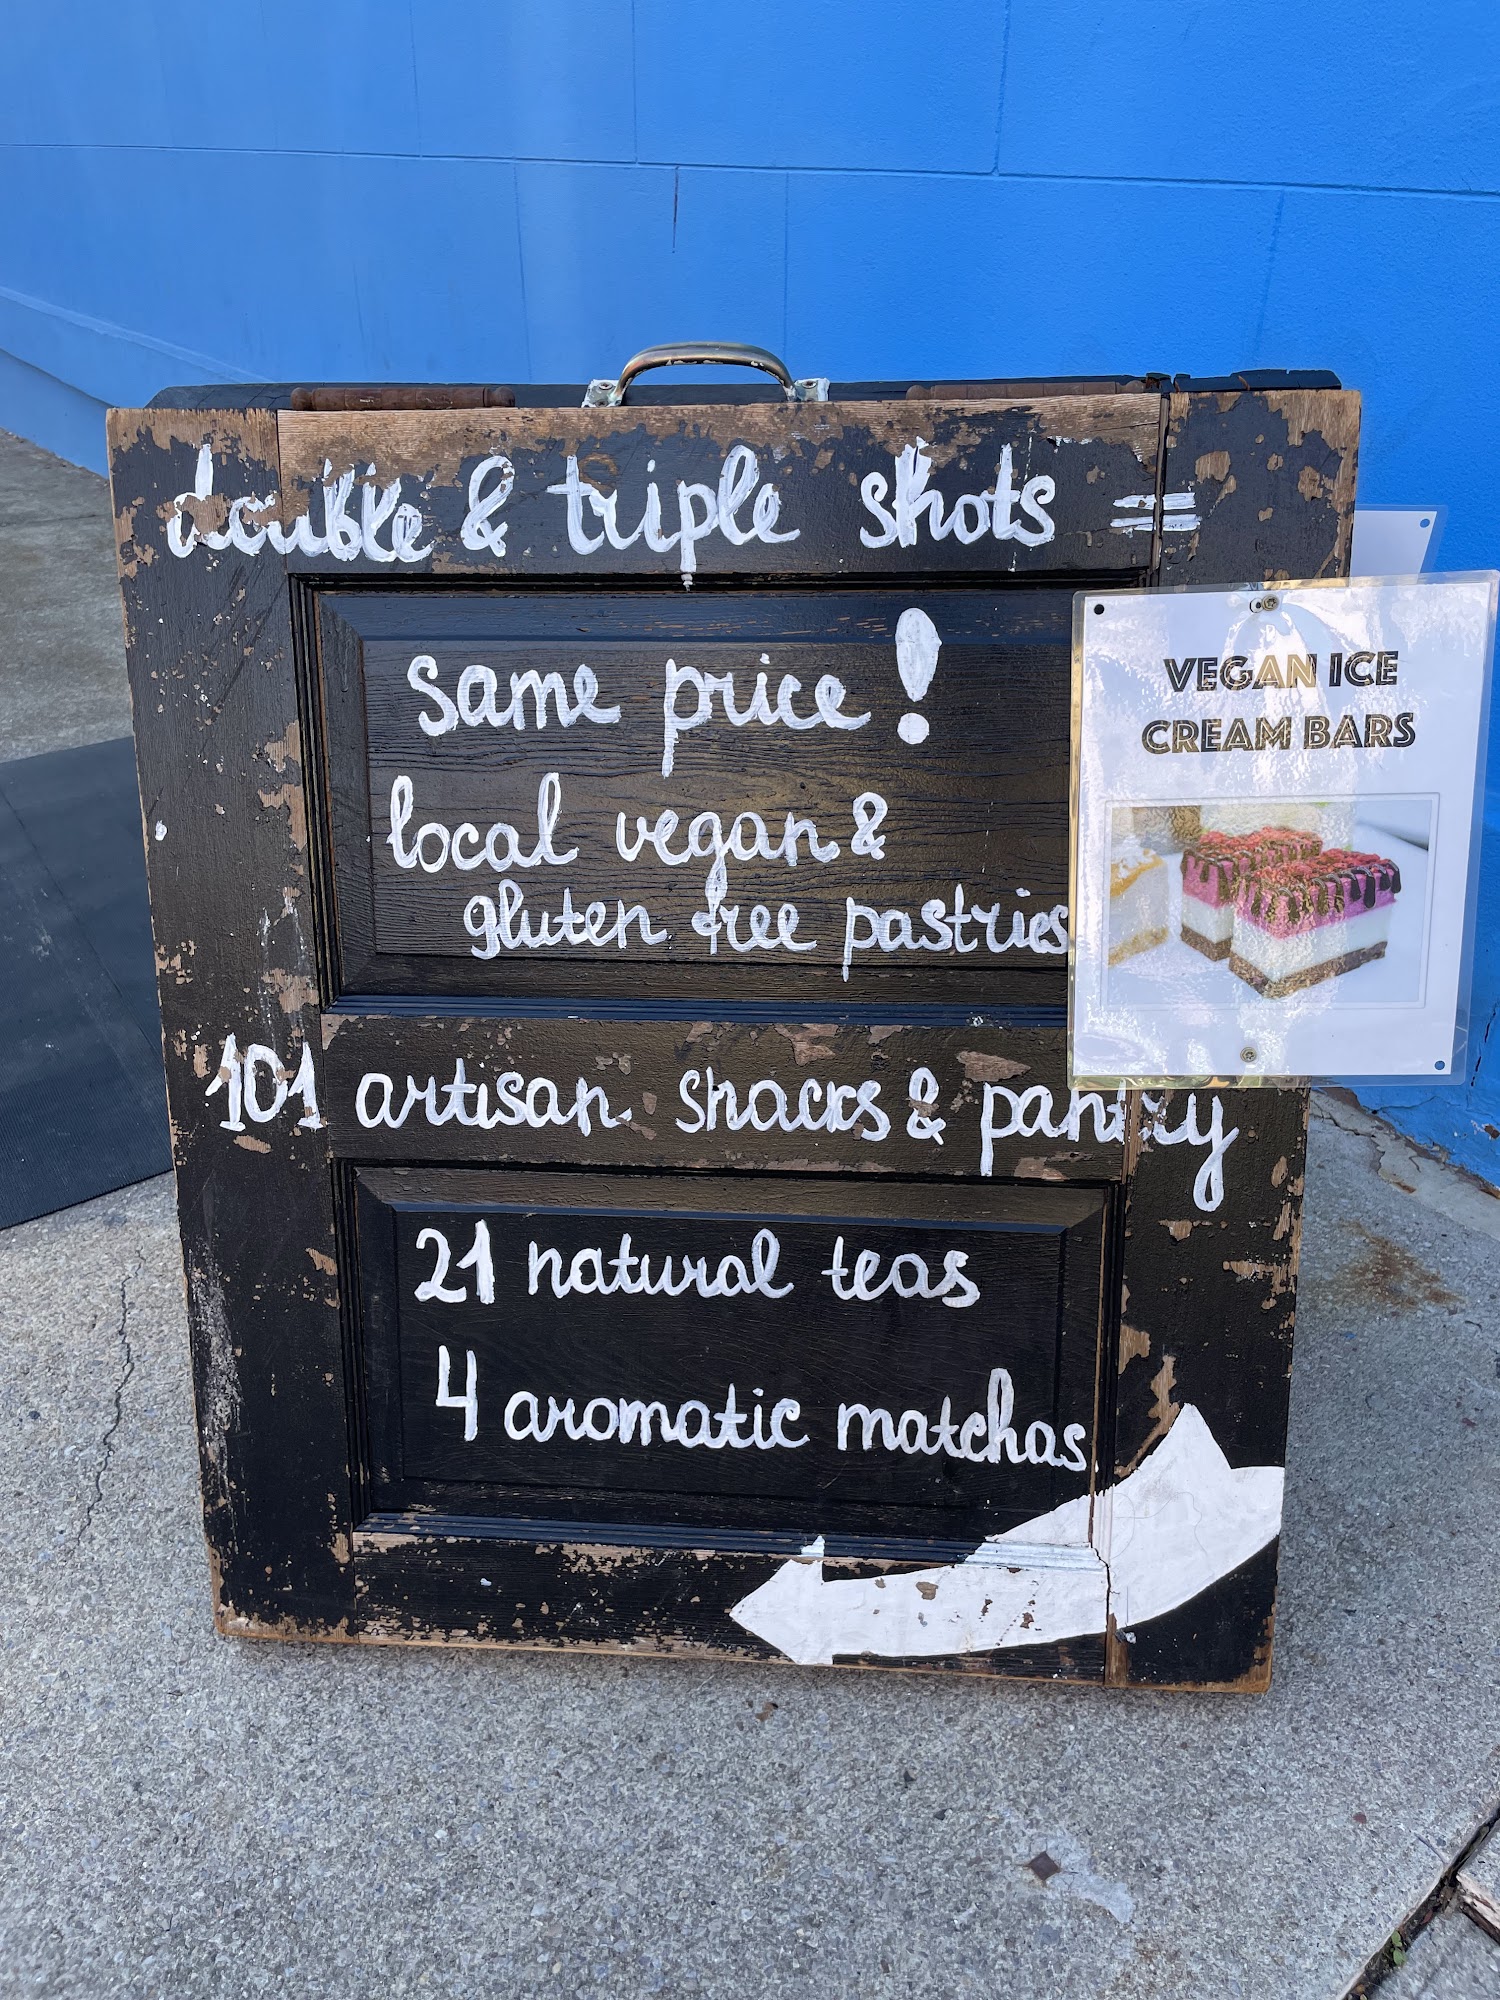 double & triple shots =
same price!
local vegan &
gluten free pastries
101 artisan snacks & pantry
21 natural teas
4 aromatic matchas
VEGAN ICE
CREAM BARS